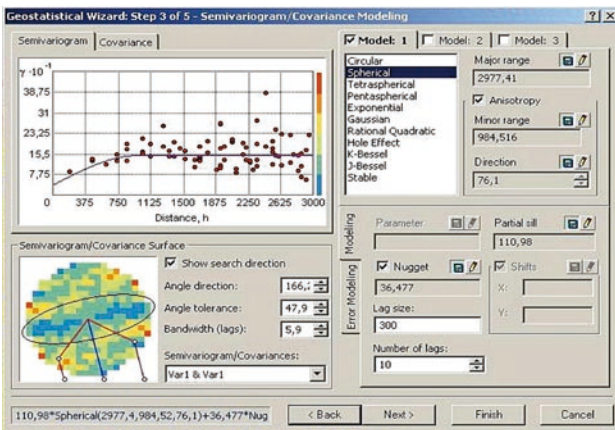 Geostatistical Wizard: Step 3 of 5 - Semivariogram/Covariance Modeling
Semivariogram Covariance
γ ·10⁻¹
38,75
31
23,25
15,5
7,75
0 375 750 1125 1500 1875 2250 2625 3000
Distance, h
Semivariogram/Covariance Surface
Show search direction
Angle direction: 166,
Angle tolerance: 47,9
Bandwidth (lags): 5,9
Semivariogram/Covariances:
Var1 & Var1
Model: 1 Model: 2 Model: 3
Circular
Spherical
Tetraspherical
Pentaspherical
Exponential
Gaussian
Rational Quadratic
Hole Effect
K-Bessel
J-Bessel
Stable
Major range
2977,41
Anisotropy
Minor range
984,516
Direction
76,1
Modeling
Error Modeling
Parameter
Partial sill
110,98
Nugget
36,477
Shifts
X:
Y:
Lag size:
300
Number of lags:
10
110,98*Spherical(2977,4,984,52,76,1)+36,477*Nug
< Back Next > Finish Cancel